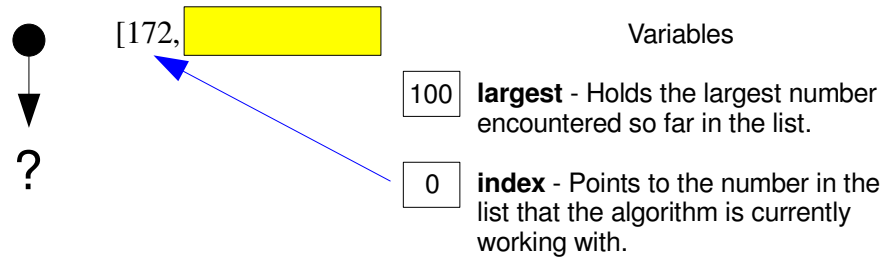 [172,
Variables
100
largest - Holds the largest number
encountered so far in the list.
?
0
index - Points to the number in the
list that the algorithm is currently
working with.